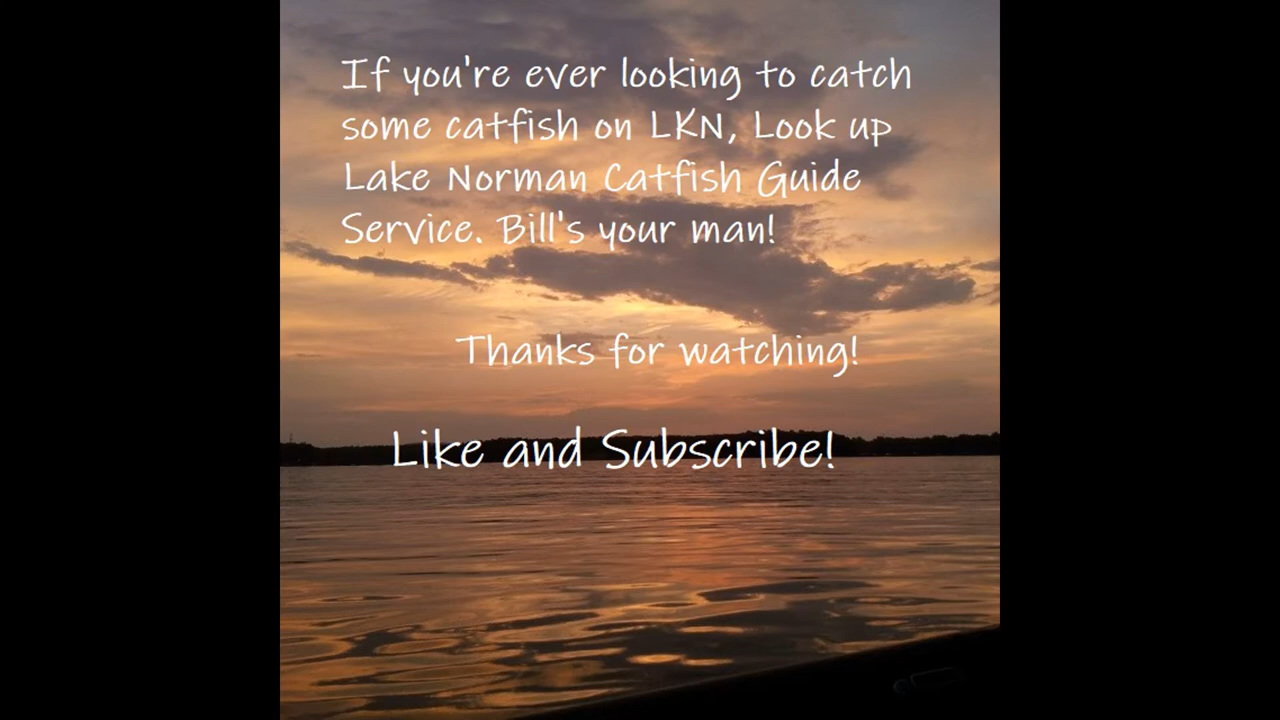 If you're ever looking to catch
some catfish on LKN, Look up
Lake Norman Catfish Guide
Service. Bill's your man!
Thanks for watching!
Like and Subscribe!